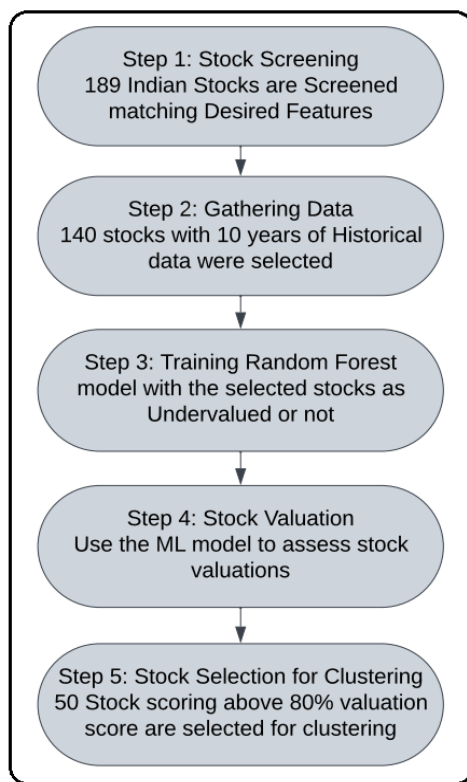 Step 1: Stock Screening
189 Indian Stocks are Screened
matching Desired Features
Step 2: Gathering Data
140 stocks with 10 years of Historical
data were selected
Step 3: Training Random Forest
model with the selected stocks as
Undervalued or not
Step 4: Stock Valuation
Use the ML model to assess stock
valuations
Step 5: Stock Selection for Clustering
50 Stock scoring above 80% valuation
score are selected for clustering